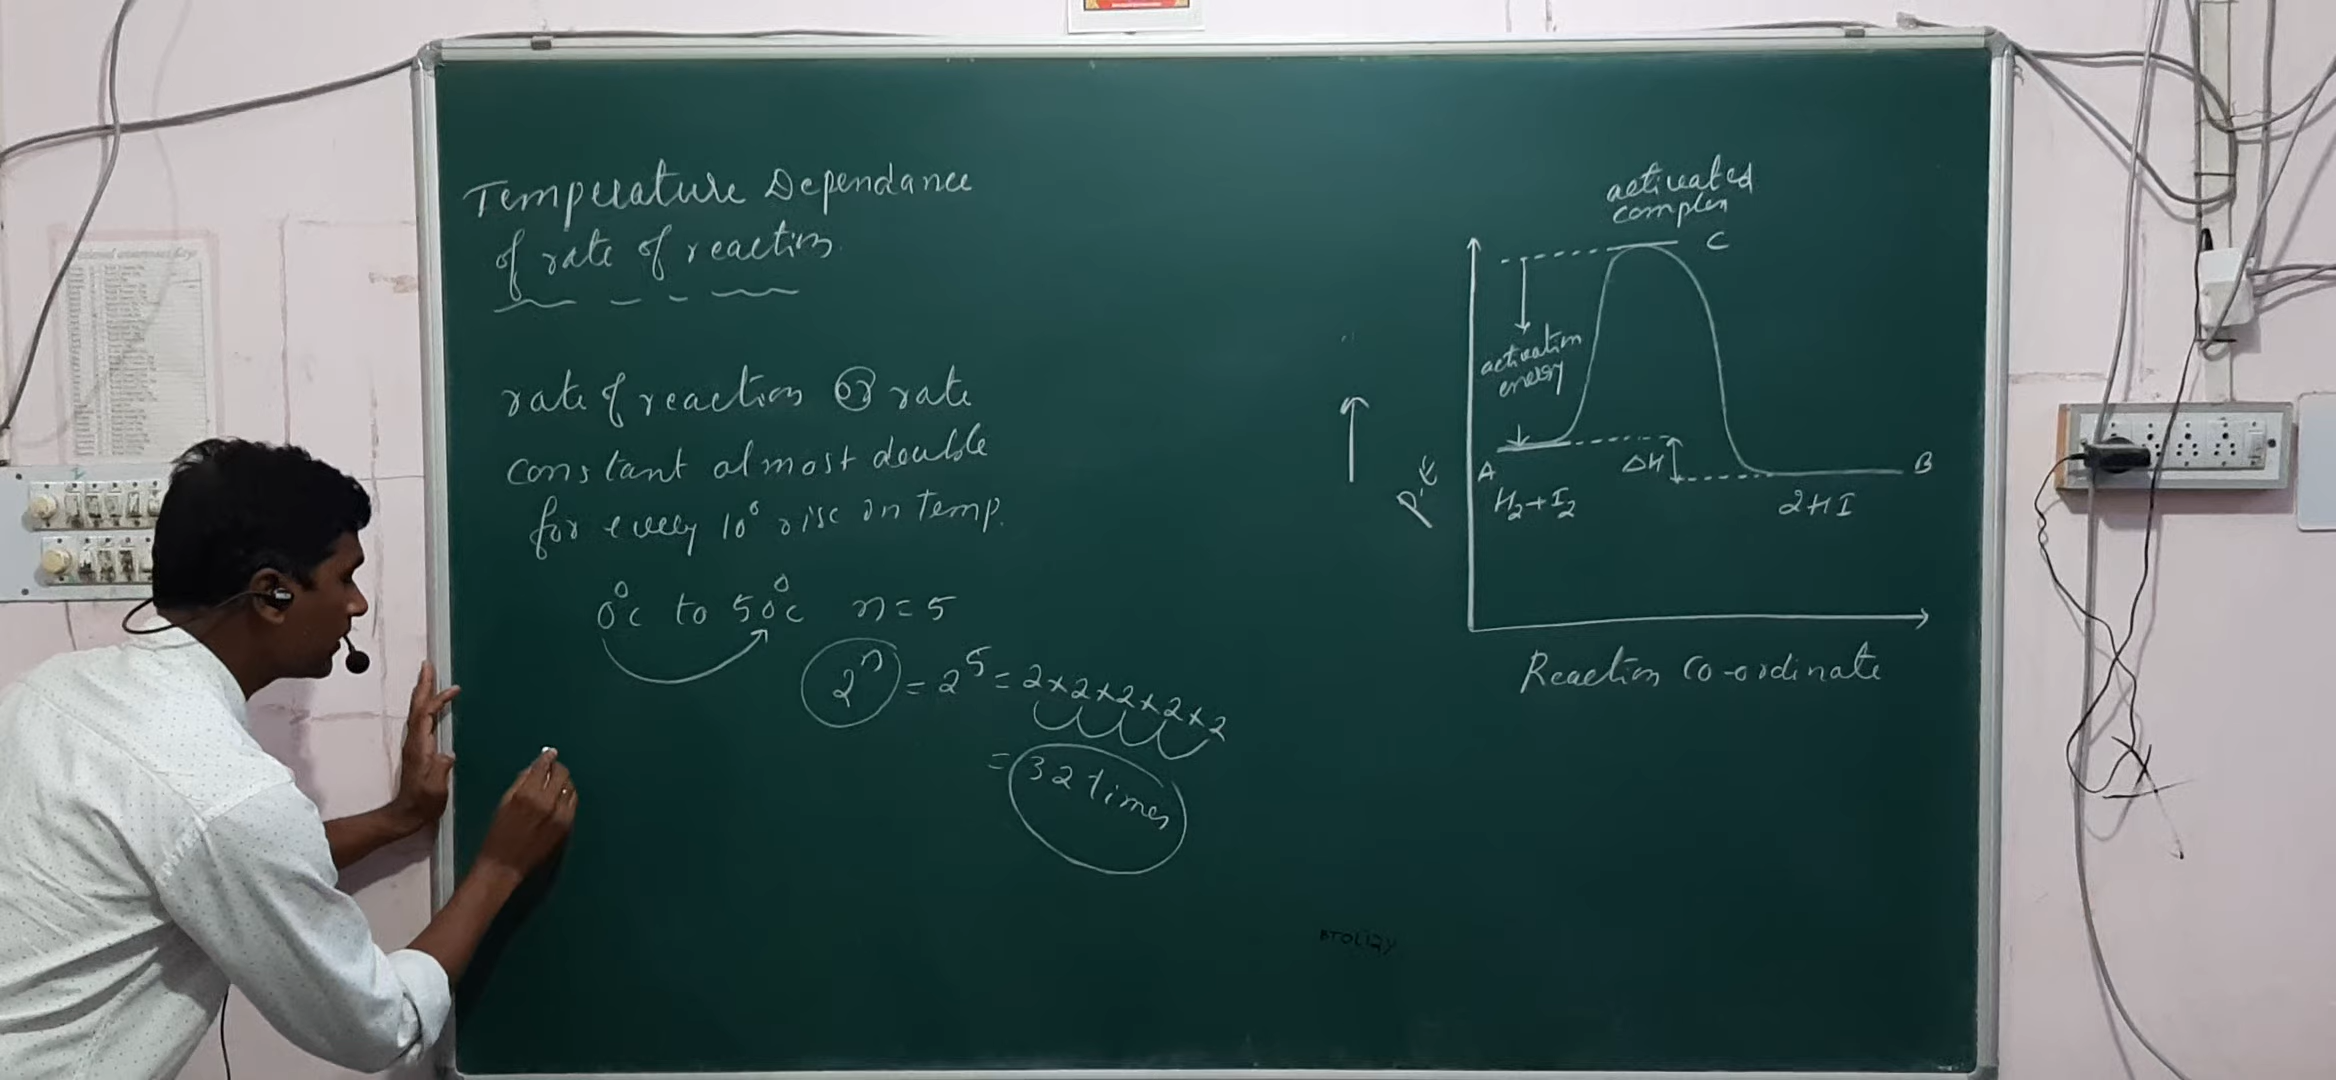 Temperature Dependance
of rate of reaction
rate of reaction or rate
constant almost double
for every 10° rise in Temp.
0°C to 50°C n = 5
2ⁿ = 2⁵ = 2×2×2×2×2
= 32 times
activated
complex
C
activation
energy
P.E
A
ΔH
B
H₂ + I₂
2HI
Reaction Co-ordinate